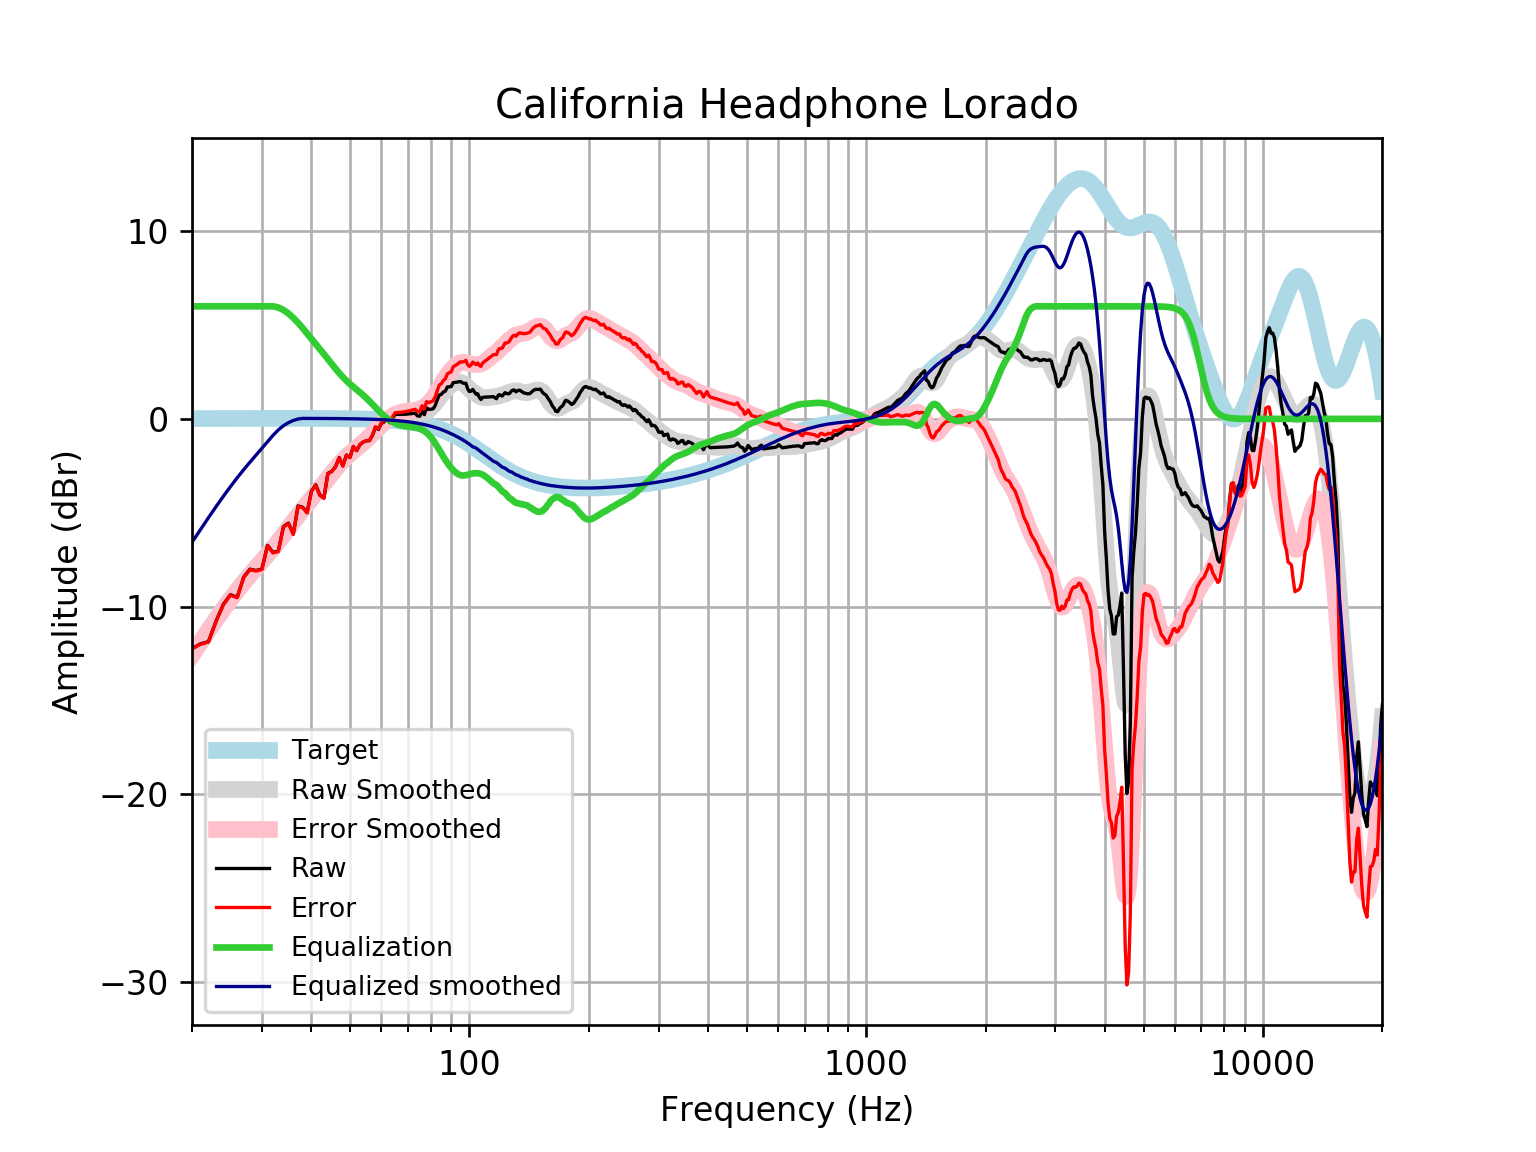 California Headphone Lorado
10
0
−10
−20
−30
Amplitude (dBr)
Target
Raw Smoothed
Error Smoothed
Raw
Error
Equalization
Equalized smoothed
100
1000
10000
Frequency (Hz)